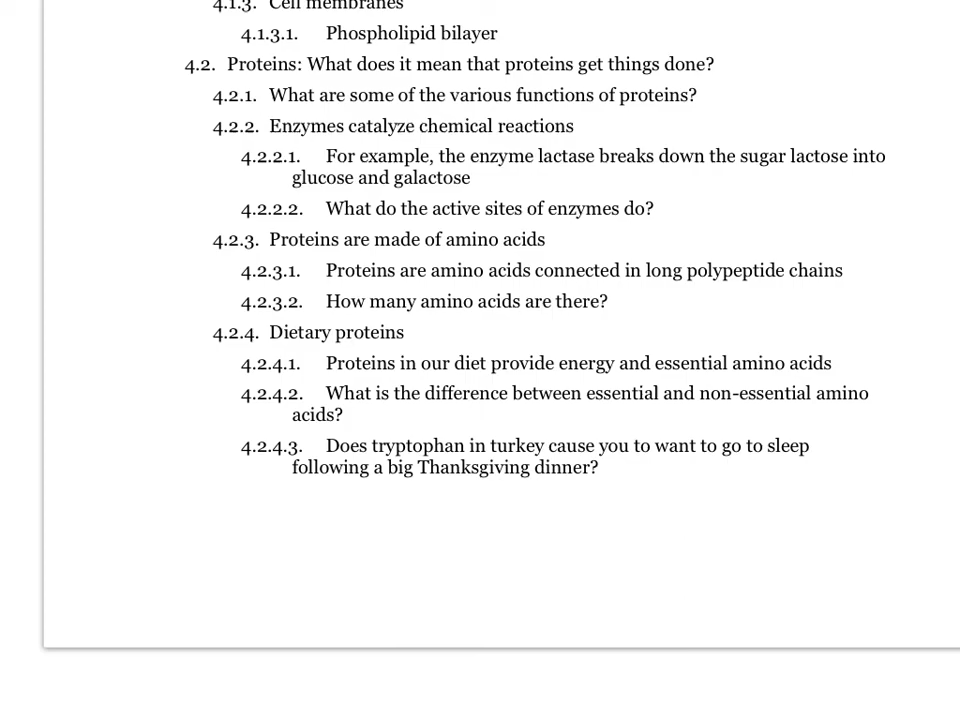 4.1.3. Cell membranes
4.1.3.1. Phospholipid bilayer
4.2. Proteins: What does it mean that proteins get things done?
4.2.1. What are some of the various functions of proteins?
4.2.2. Enzymes catalyze chemical reactions
4.2.2.1. For example, the enzyme lactase breaks down the sugar lactose into
glucose and galactose
4.2.2.2. What do the active sites of enzymes do?
4.2.3. Proteins are made of amino acids
4.2.3.1. Proteins are amino acids connected in long polypeptide chains
4.2.3.2. How many amino acids are there?
4.2.4. Dietary proteins
4.2.4.1. Proteins in our diet provide energy and essential amino acids
4.2.4.2. What is the difference between essential and non-essential amino
acids?
4.2.4.3. Does tryptophan in turkey cause you to want to go to sleep
following a big Thanksgiving dinner?